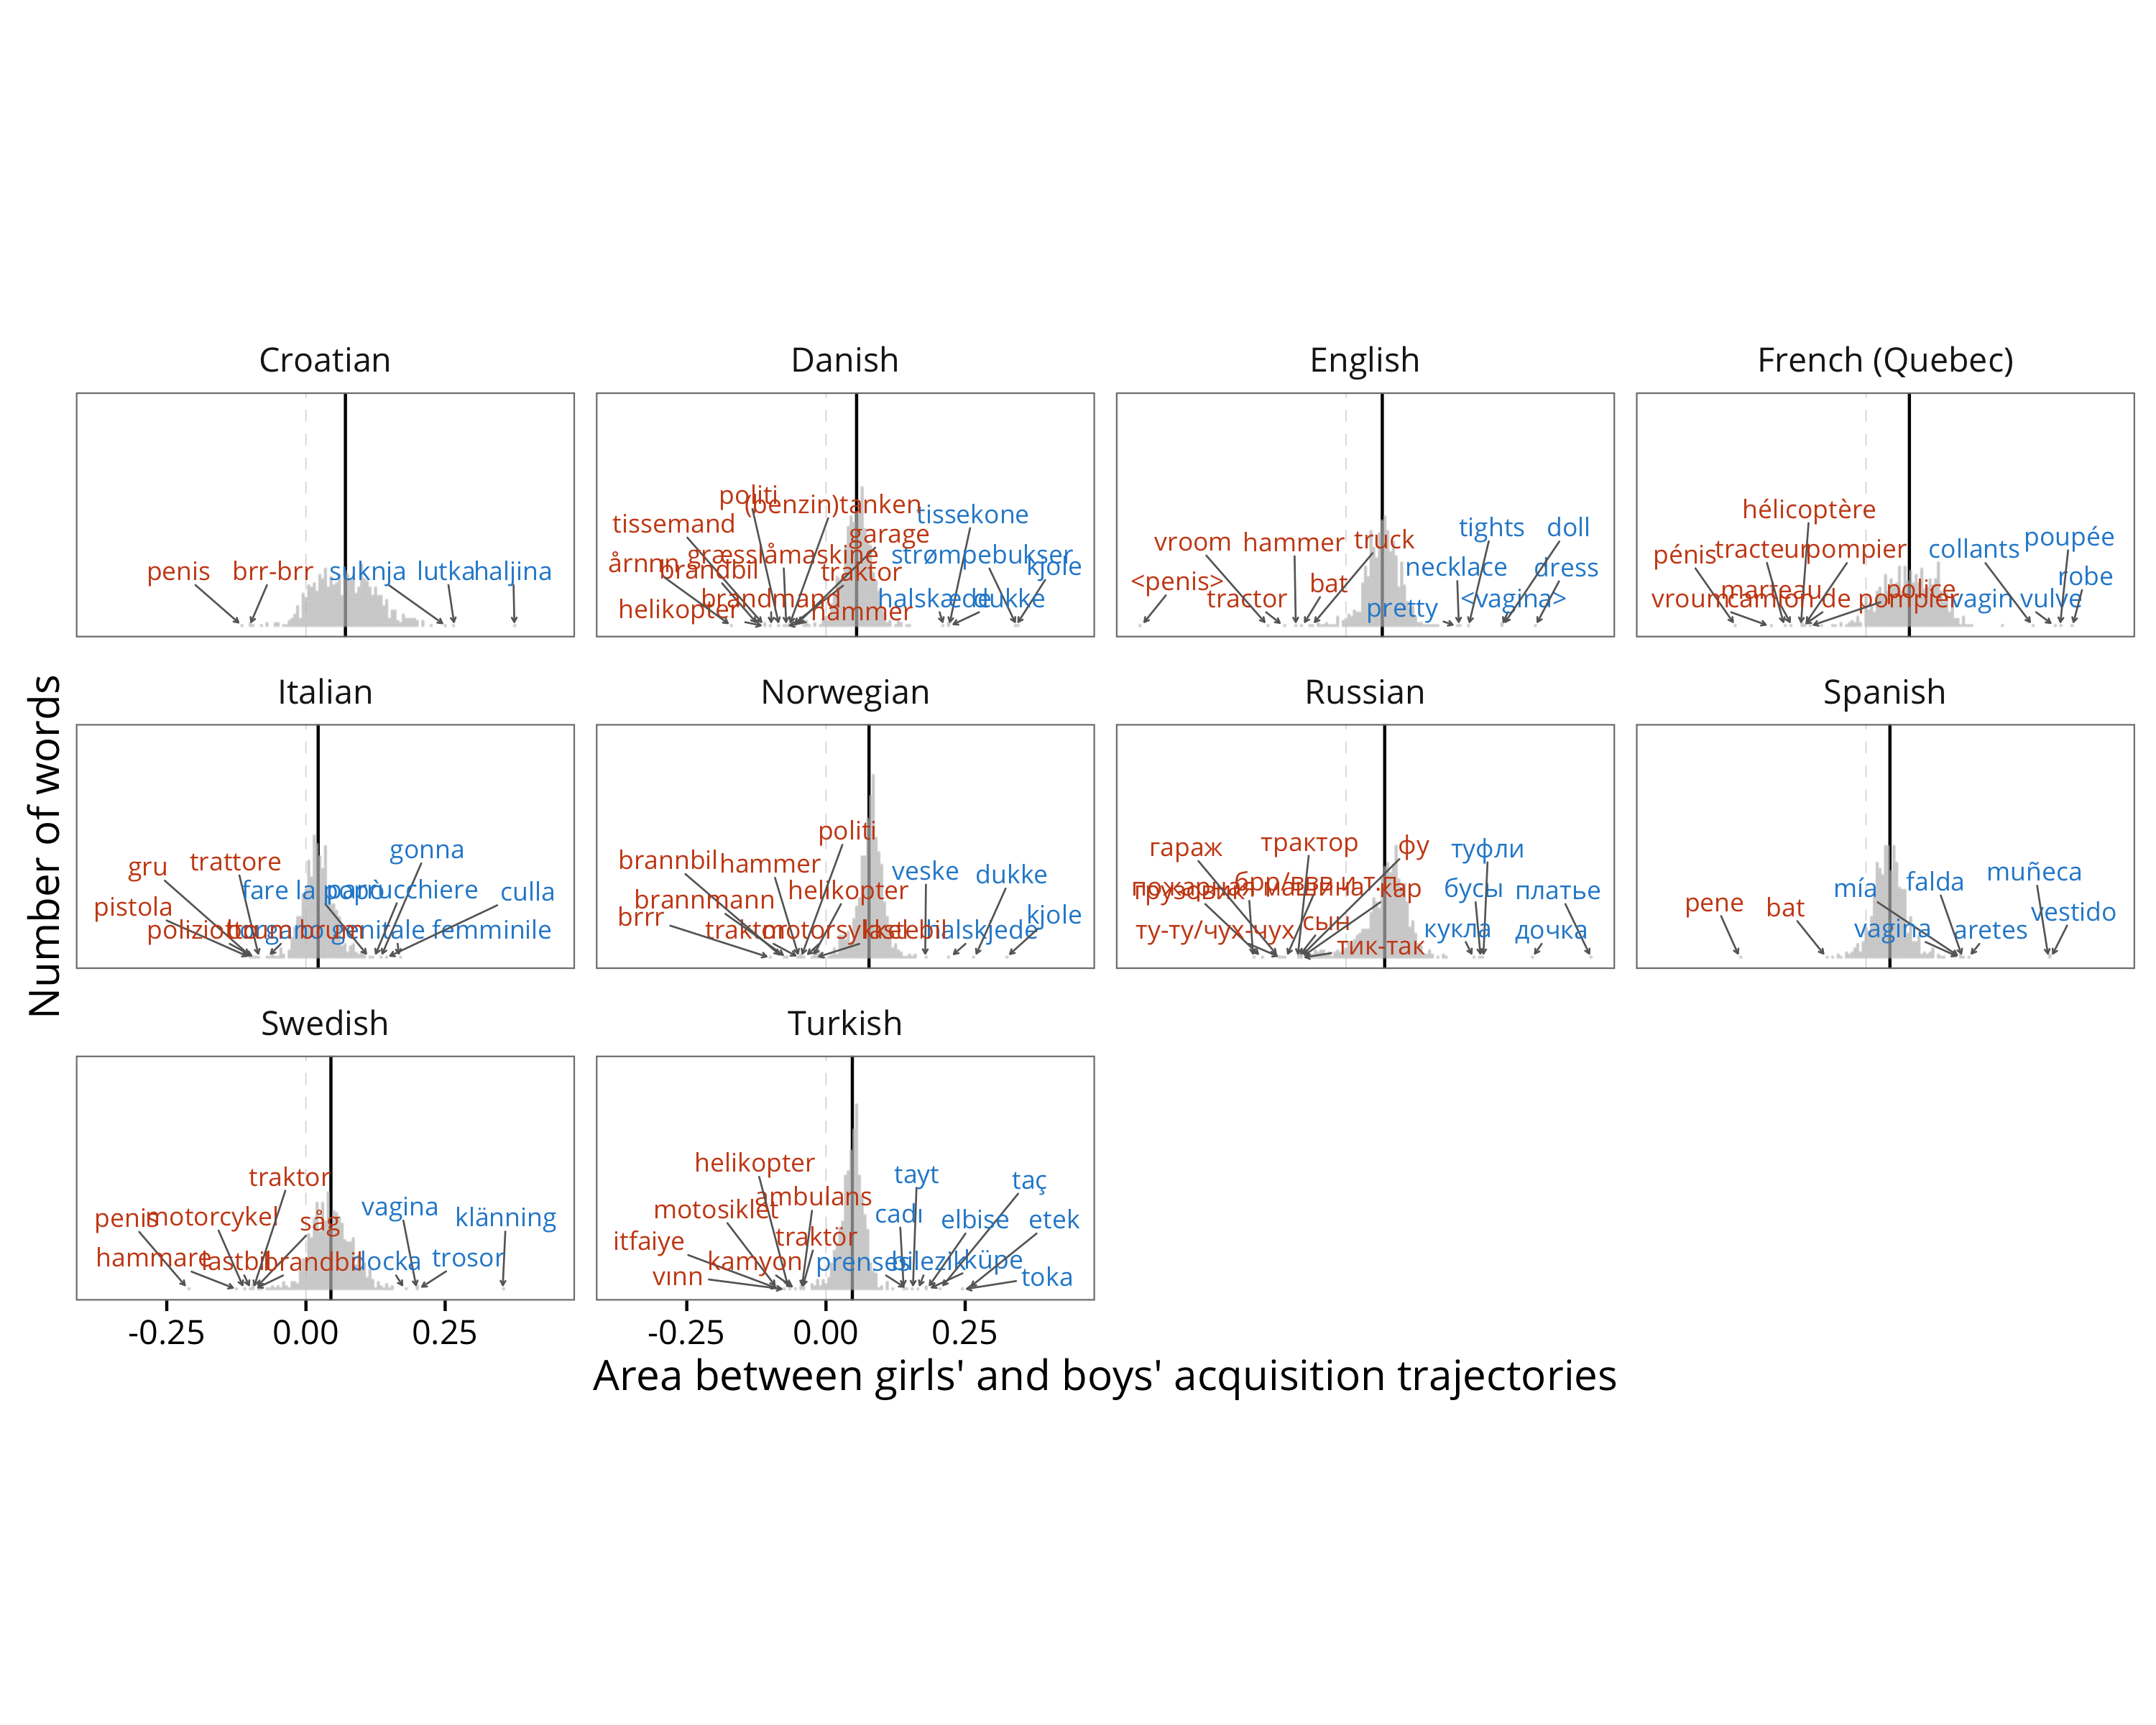 Croatian
Danish
English
French (Quebec)
penis
brr-brr
suknja
lutka
haljina
politi
(benzin)tanken
tissekone
tissemand
garage
græsslåmaskine
strømpebukser
årnnn
brandbil
traktor
kjole
brandmand
halskæde
dukke
helikopter
hammer
tights
doll
vroom
hammer
truck
necklace
dress
<penis>
bat
tractor
pretty
<vagina>
hélicoptère
poupée
pénis
tracteur
pompier
collants
robe
marteau
police
vroum
camion de pompier
vagin
vulve
Number of words
Italian
Norwegian
Russian
Spanish
gonna
gru
trattore
fare la popò
parrucchiere
culla
pistola
poliziotto
genitale femminile
politi
brannbil
hammer
veske
dukke
brannmann
helikopter
brrr
kjole
traktor
motorsykkel
lastebil
halskjede
гараж
трактор
фу
туфли
пожарная машина
брр/ввв и т.п.
грузовик
кар
бусы
платье
ту-ту/чух-чух
сын
кукла
дочка
тик-так
muñeca
mía
falda
pene
bat
vestido
vagina
aretes
Swedish
Turkish
traktor
vagina
penis
motorcykel
såg
klänning
hammare
lastbil
brandbil
docka
trosor
helikopter
tayt
taç
motosiklet
ambulans
cadı
elbise
etek
itfaiye
traktör
kamyon
prenses
bilezik
küpe
vınn
toka
-0.25
0.00
0.25
-0.25
0.00
0.25
Area between girls' and boys' acquisition trajectories